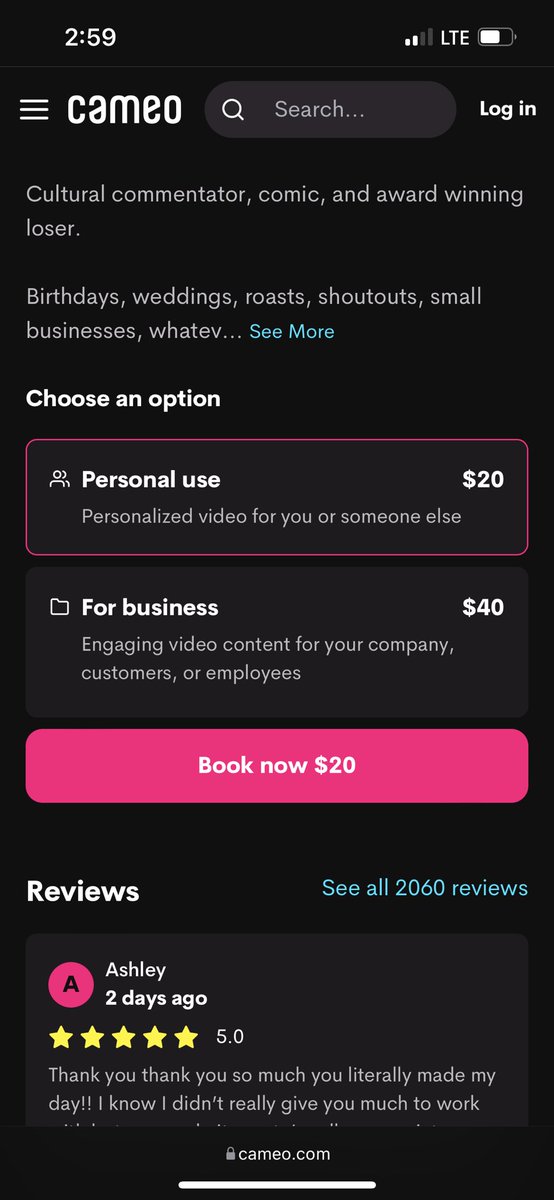 2:59 LTE
cameo Search... Log in
Cultural commentator, comic, and award winning
loser.
Birthdays, weddings, roasts, shoutouts, small
businesses, whatev... See More
Choose an option
Personal use $20
Personalized video for you or someone else
For business $40
Engaging video content for your company,
customers, or employees
Book now $20
Reviews See all 2060 reviews
A Ashley
2 days ago
5.0
Thank you thank you so much you literally made my
day!! I know I didn't really give you much to work
cameo.com